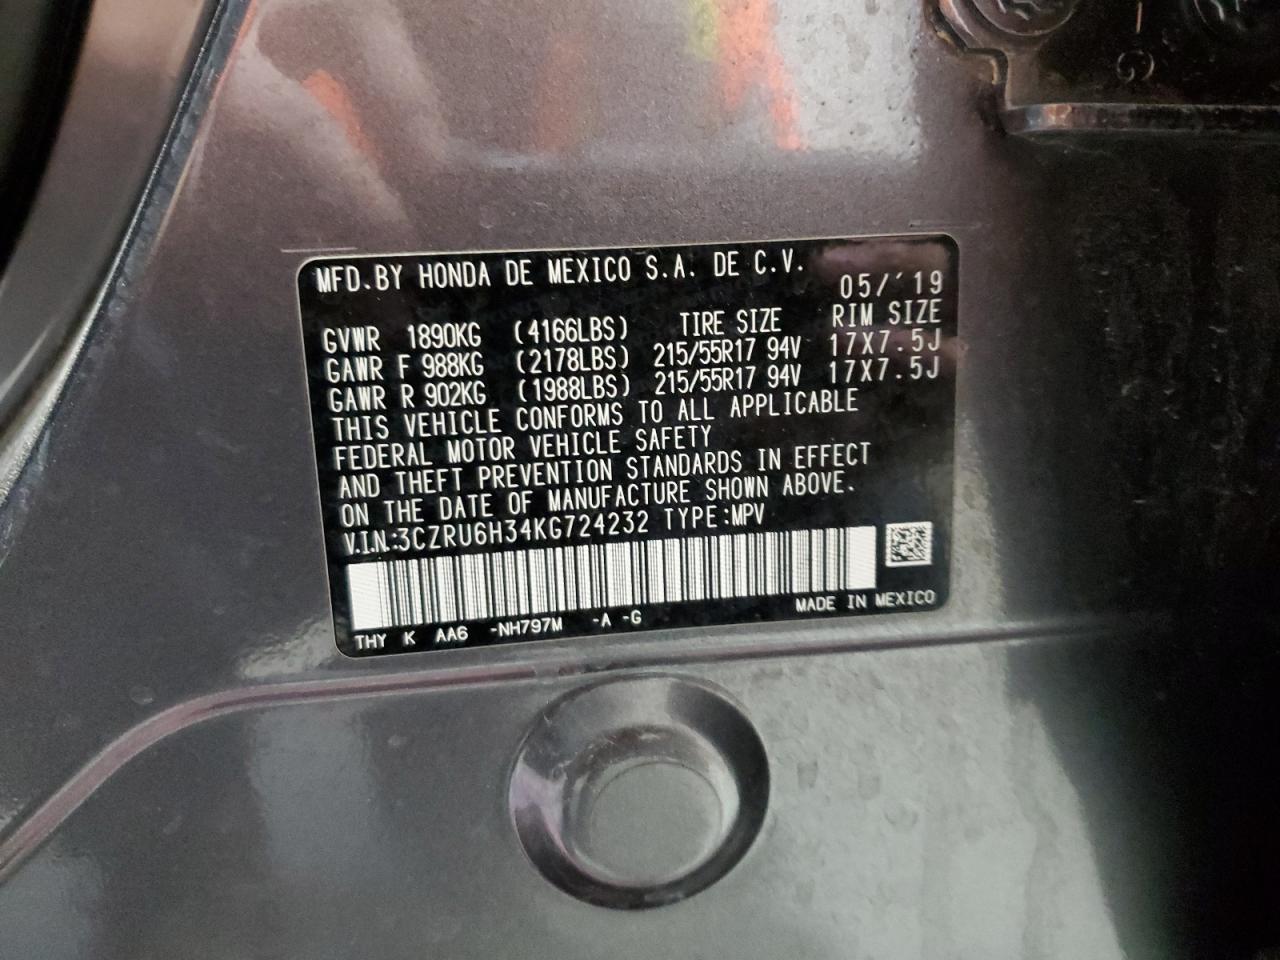 MFD.BY HONDA DE MEXICO S.A. DE C.V.
05/'19
GVWR 1890KG (4166LBS) TIRE SIZE RIM SIZE
GAWR F 988KG (2178LBS) 215/55R17 94V 17X7.5J
GAWR R 902KG (1988LBS) 215/55R17 94V 17X7.5J
THIS VEHICLE CONFORMS TO ALL APPLICABLE
FEDERAL MOTOR VEHICLE SAFETY
AND THEFT PREVENTION STANDARDS IN EFFECT
ON THE DATE OF MANUFACTURE SHOWN ABOVE.
V.I.N.:3CZRU6H34KG724232 TYPE:MPV
THY K AA6 -NH797M -A -G MADE IN MEXICO